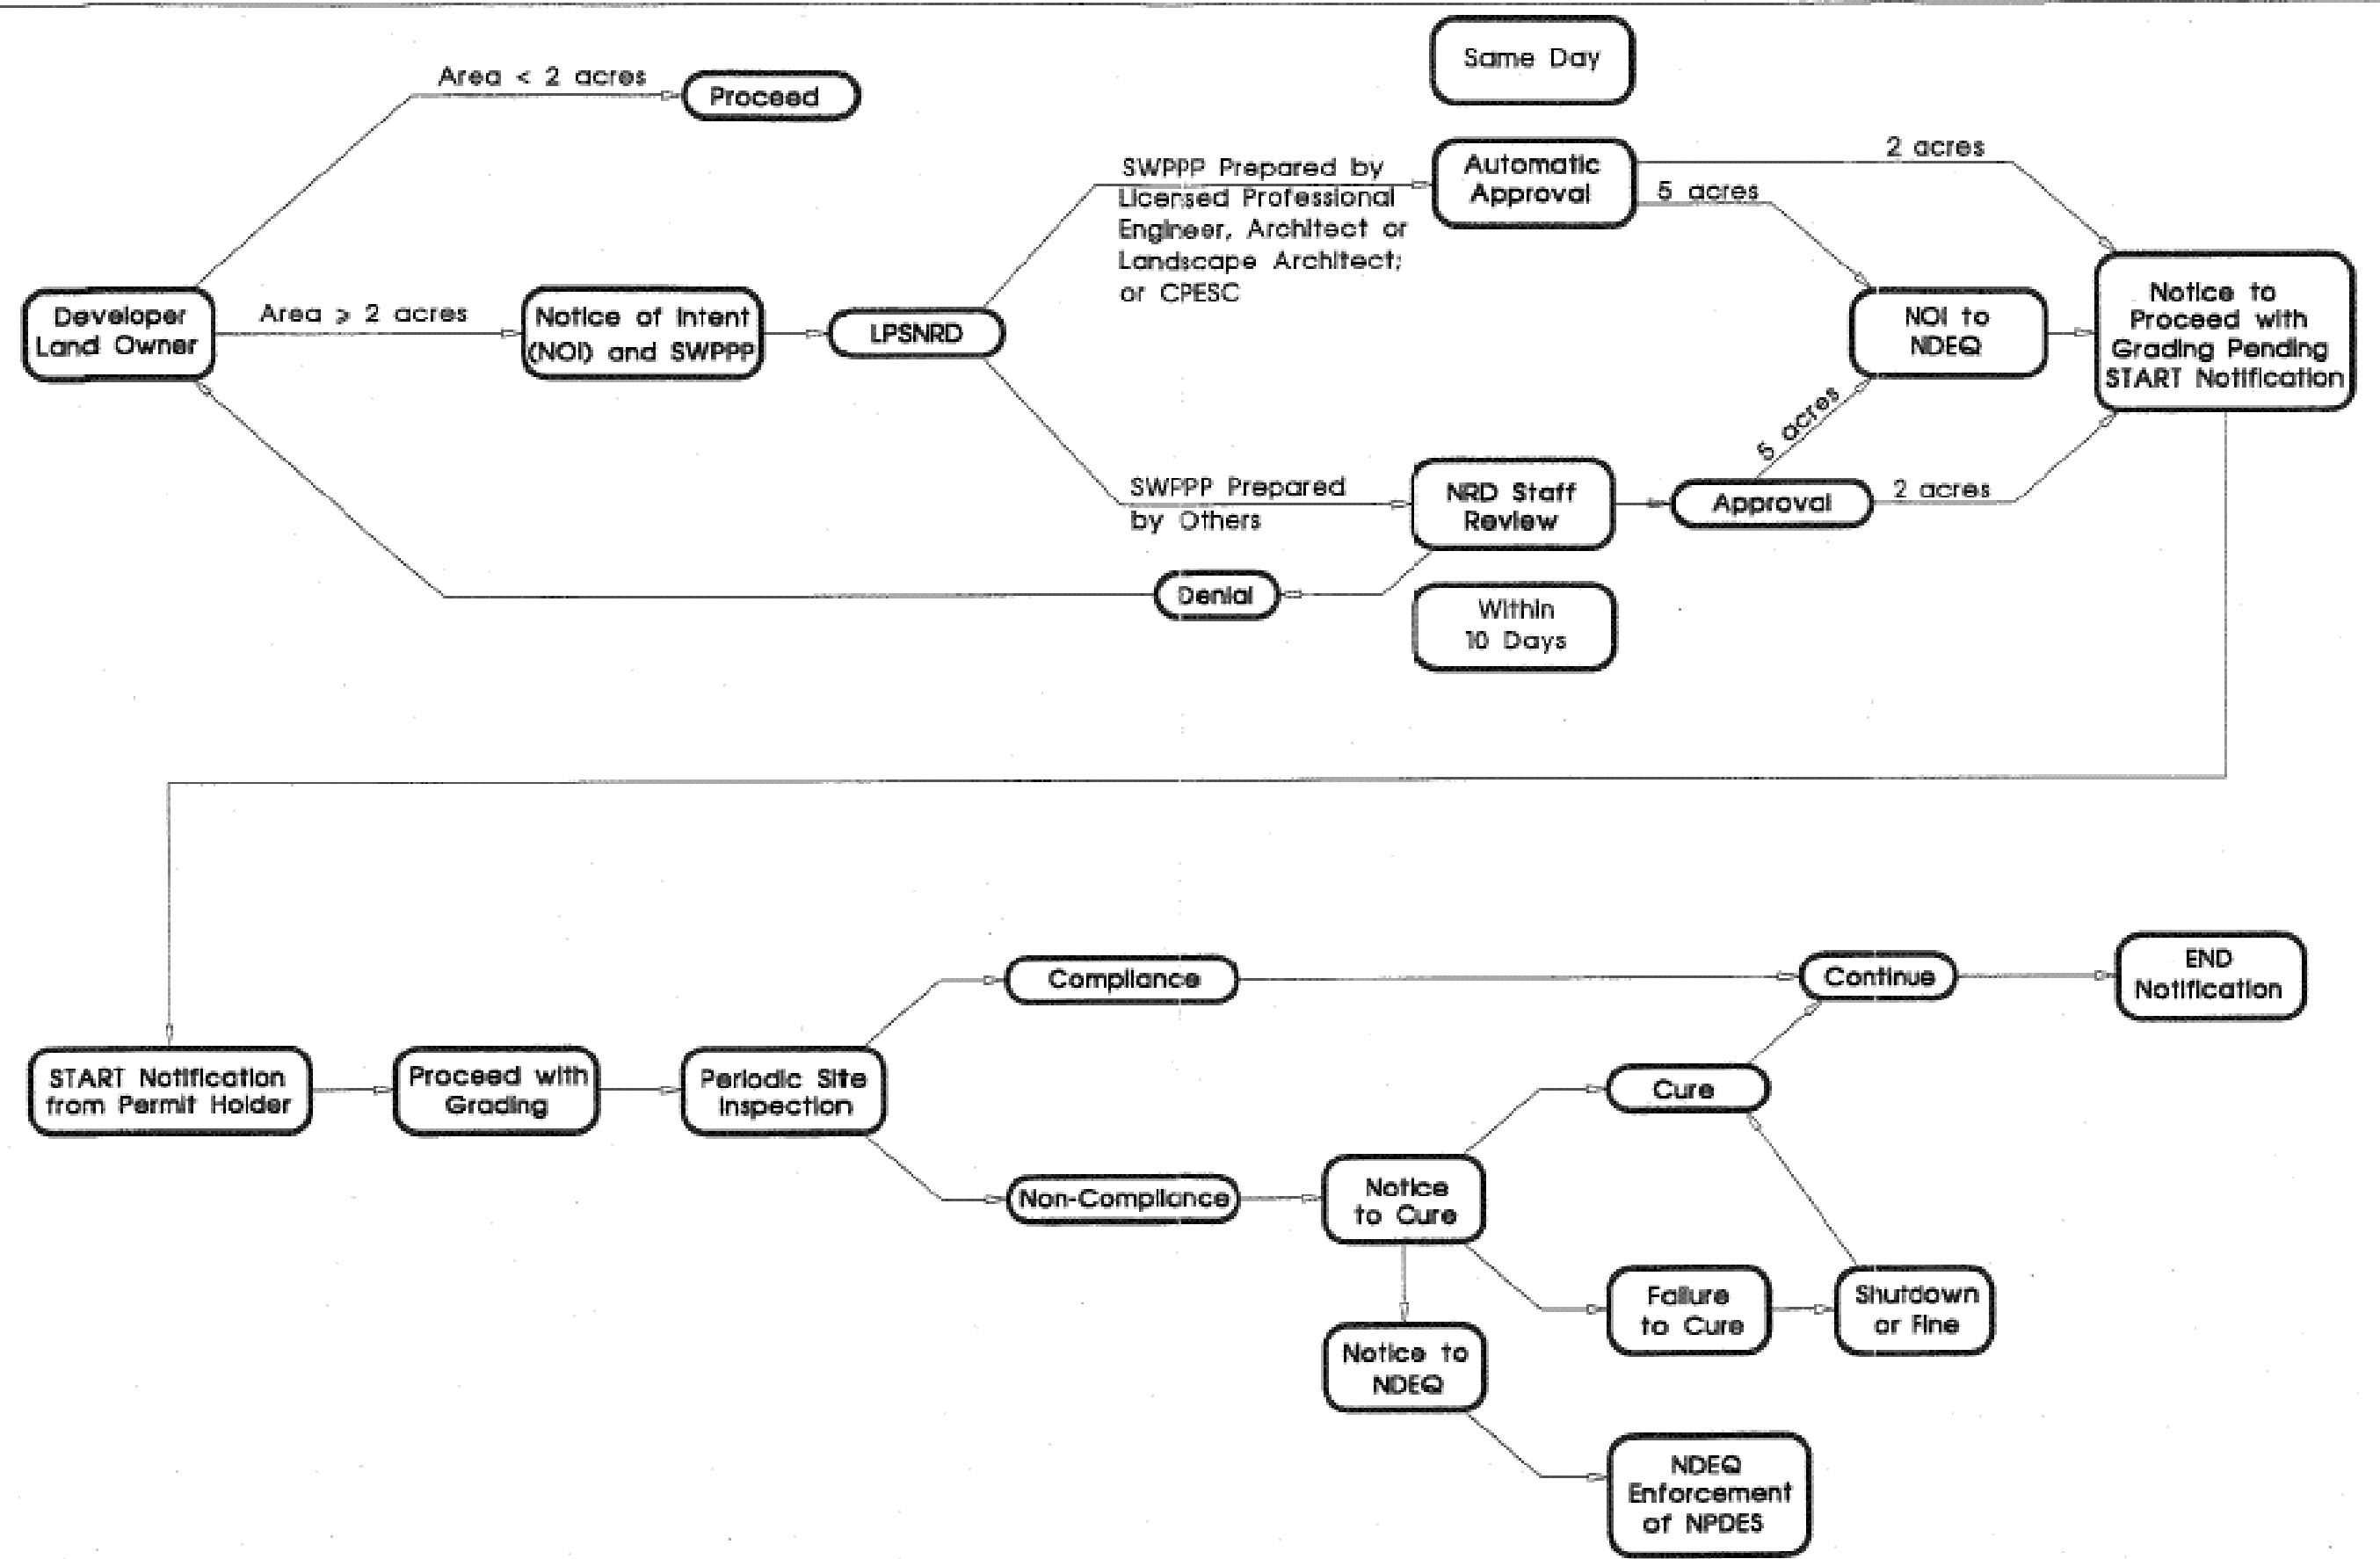 Same Day
Area < 2 acres
Proceed
SWPPP Prepared by
Licensed Professional
Engineer, Architect or
Landscape Architect;
or CPESC
Automatic
Approval
2 acres
5 acres
Developer
Land Owner
Area ⩾ 2 acres
Notice of Intent
(NOI) and SWPPP
LPSNRD
NOI to
NDEQ
Notice to
Proceed with
Grading Pending
START Notification
5 acres
SWPPP Prepared
by Others
NRD Staff
Review
Approval
2 acres
Denial
Within
10 Days
START Notification
from Permit Holder
Proceed with
Grading
Periodic Site
Inspection
Compliance
Continue
END
Notification
Cure
Non-Compliance
Notice
to Cure
Failure
to Cure
Shutdown
or Fine
Notice to
NDEQ
NDEQ
Enforcement
of NPDES